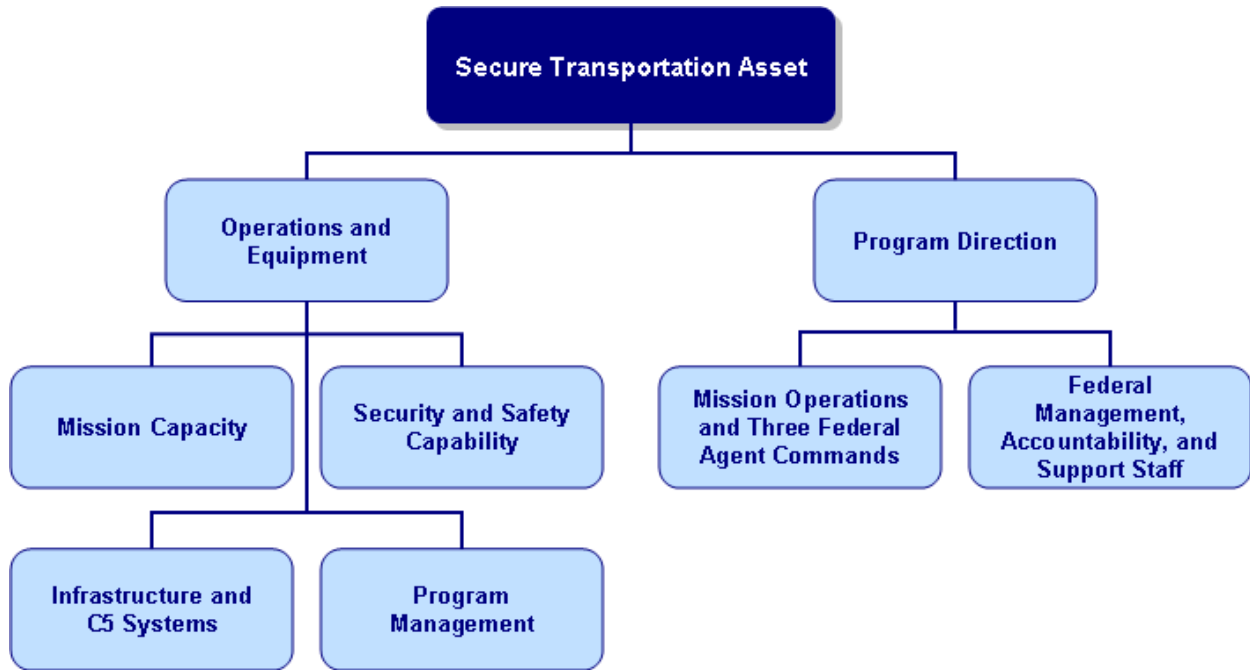 Secure Transportation Asset
Operations and
Equipment
Program Direction
Mission Capacity
Security and Safety
Capability
Mission Operations
and Three Federal
Agent Commands
Federal
Management,
Accountability, and
Support Staff
Infrastructure and
C5 Systems
Program
Management